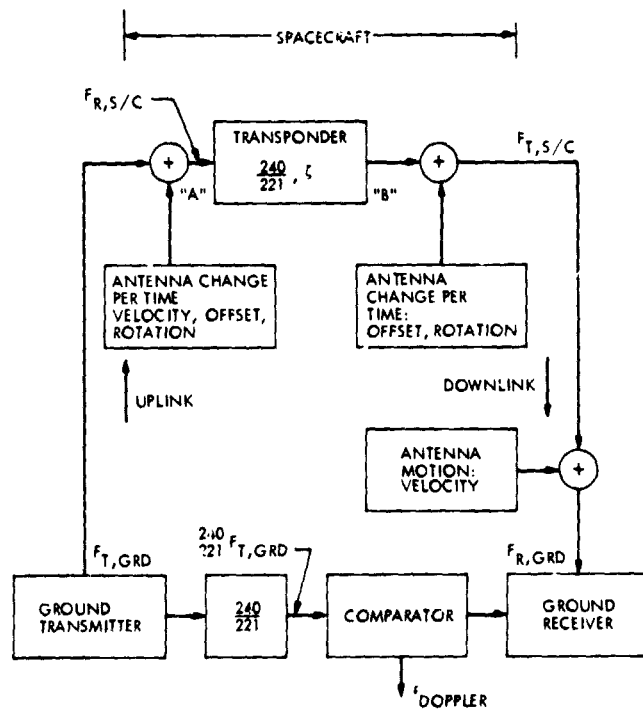 SPACECRAFT
F_R,S/C
TRANSPONDER
240
221 , ζ
F_T,S/C
+
"A"
"B"
+
ANTENNA CHANGE
PER TIME
VELOCITY, OFFSET,
ROTATION
ANTENNA
CHANGE PER
TIME:
OFFSET, ROTATION
UPLINK
DOWNLINK
ANTENNA
MOTION:
VELOCITY
+
240
221 F_T,GRD
F_T,GRD
F_R,GRD
GROUND
TRANSMITTER
240
221
COMPARATOR
GROUND
RECEIVER
DOPPLER